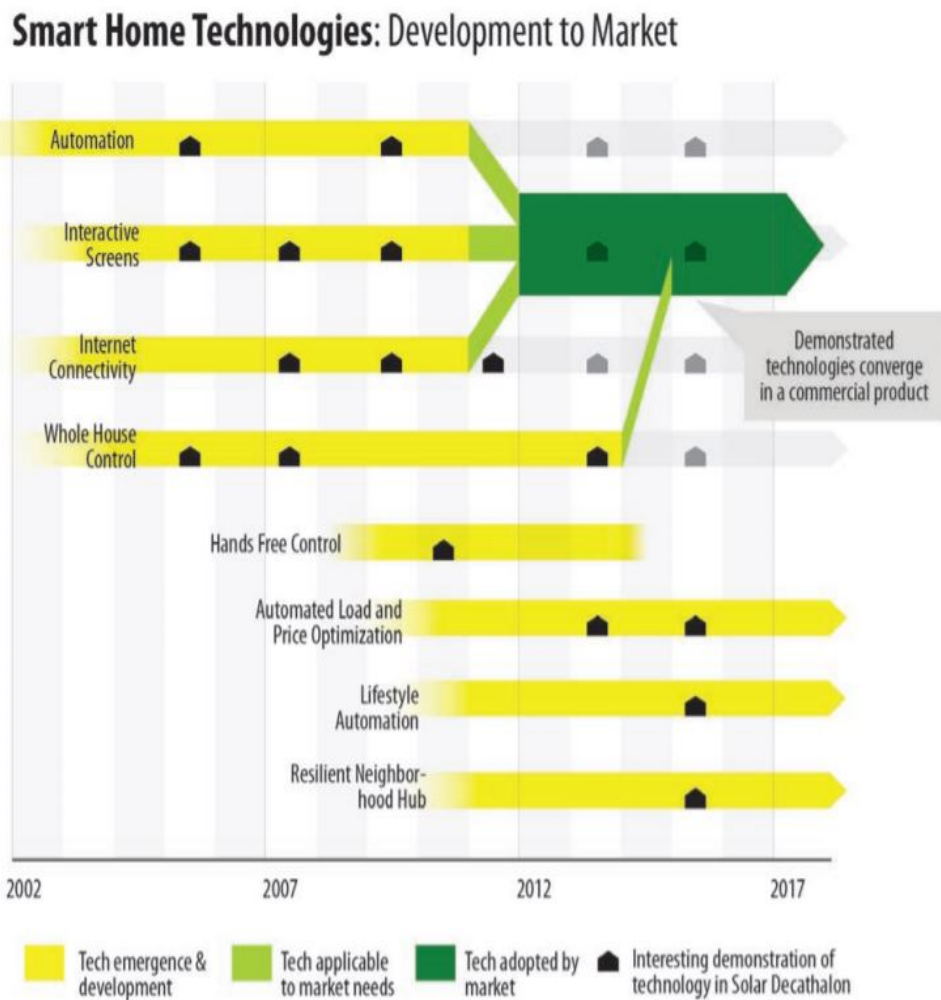 Smart Home Technologies: Development to Market
Automation
Interactive
Screens
Internet
Connectivity
Demonstrated
technologies converge
in a commercial product
Whole House
Control
Hands Free Control
Automated Load and
Price Optimization
Lifestyle
Automation
Resilient Neighbor-
hood Hub
2002
2007
2012
2017
Tech emergence &
development
Tech applicable
to market needs
Tech adopted by
market
Interesting demonstration of
technology in Solar Decathalon